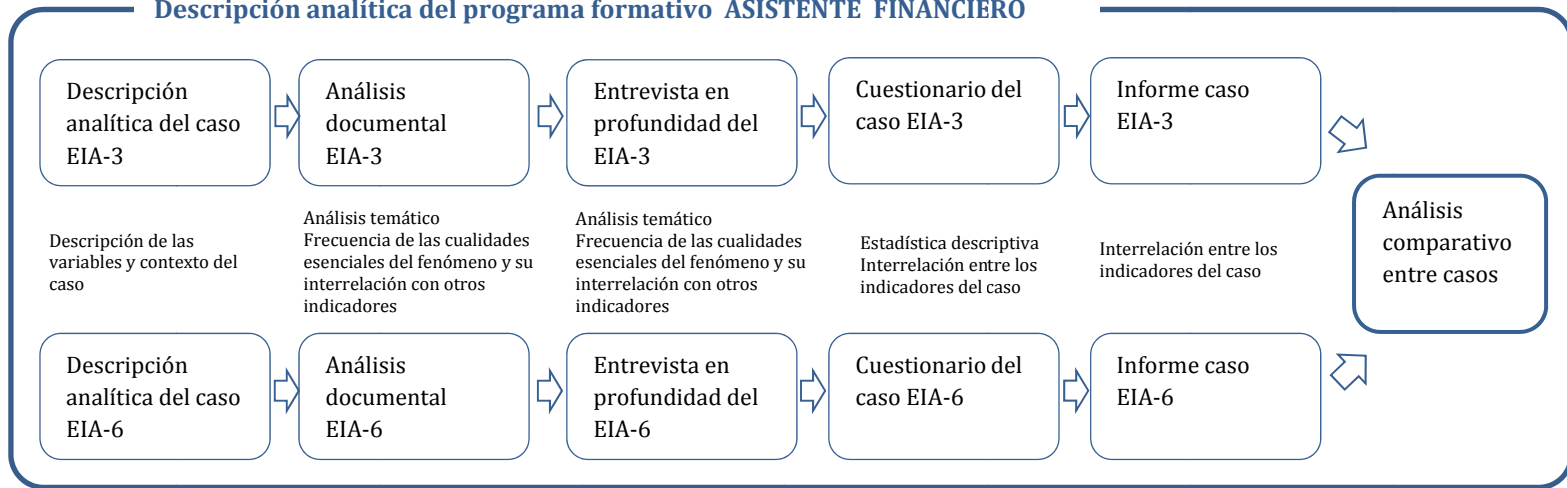 Descripción analítica del programa formativo ASISTENTE FINANCIERO
Descripción
analítica del caso
EIA-3
Análisis
documental
EIA-3
Entrevista en
profundidad del
EIA-3
Cuestionario del
caso EIA-3
Informe caso
EIA-3
Descripción de las
variables y contexto del
caso
Análisis temático
Frecuencia de las cualidades
esenciales del fenómeno y su
interrelación con otros
indicadores
Análisis temático
Frecuencia de las cualidades
esenciales del fenómeno y su
interrelación con otros
indicadores
Estadística descriptiva
Interrelación entre los
indicadores del caso
Interrelación entre los
indicadores del caso
Análisis
comparativo
entre casos
Descripción
analítica del caso
EIA-6
Análisis
documental
EIA-6
Entrevista en
profundidad del
EIA-6
Cuestionario del
caso EIA-6
Informe caso
EIA-6